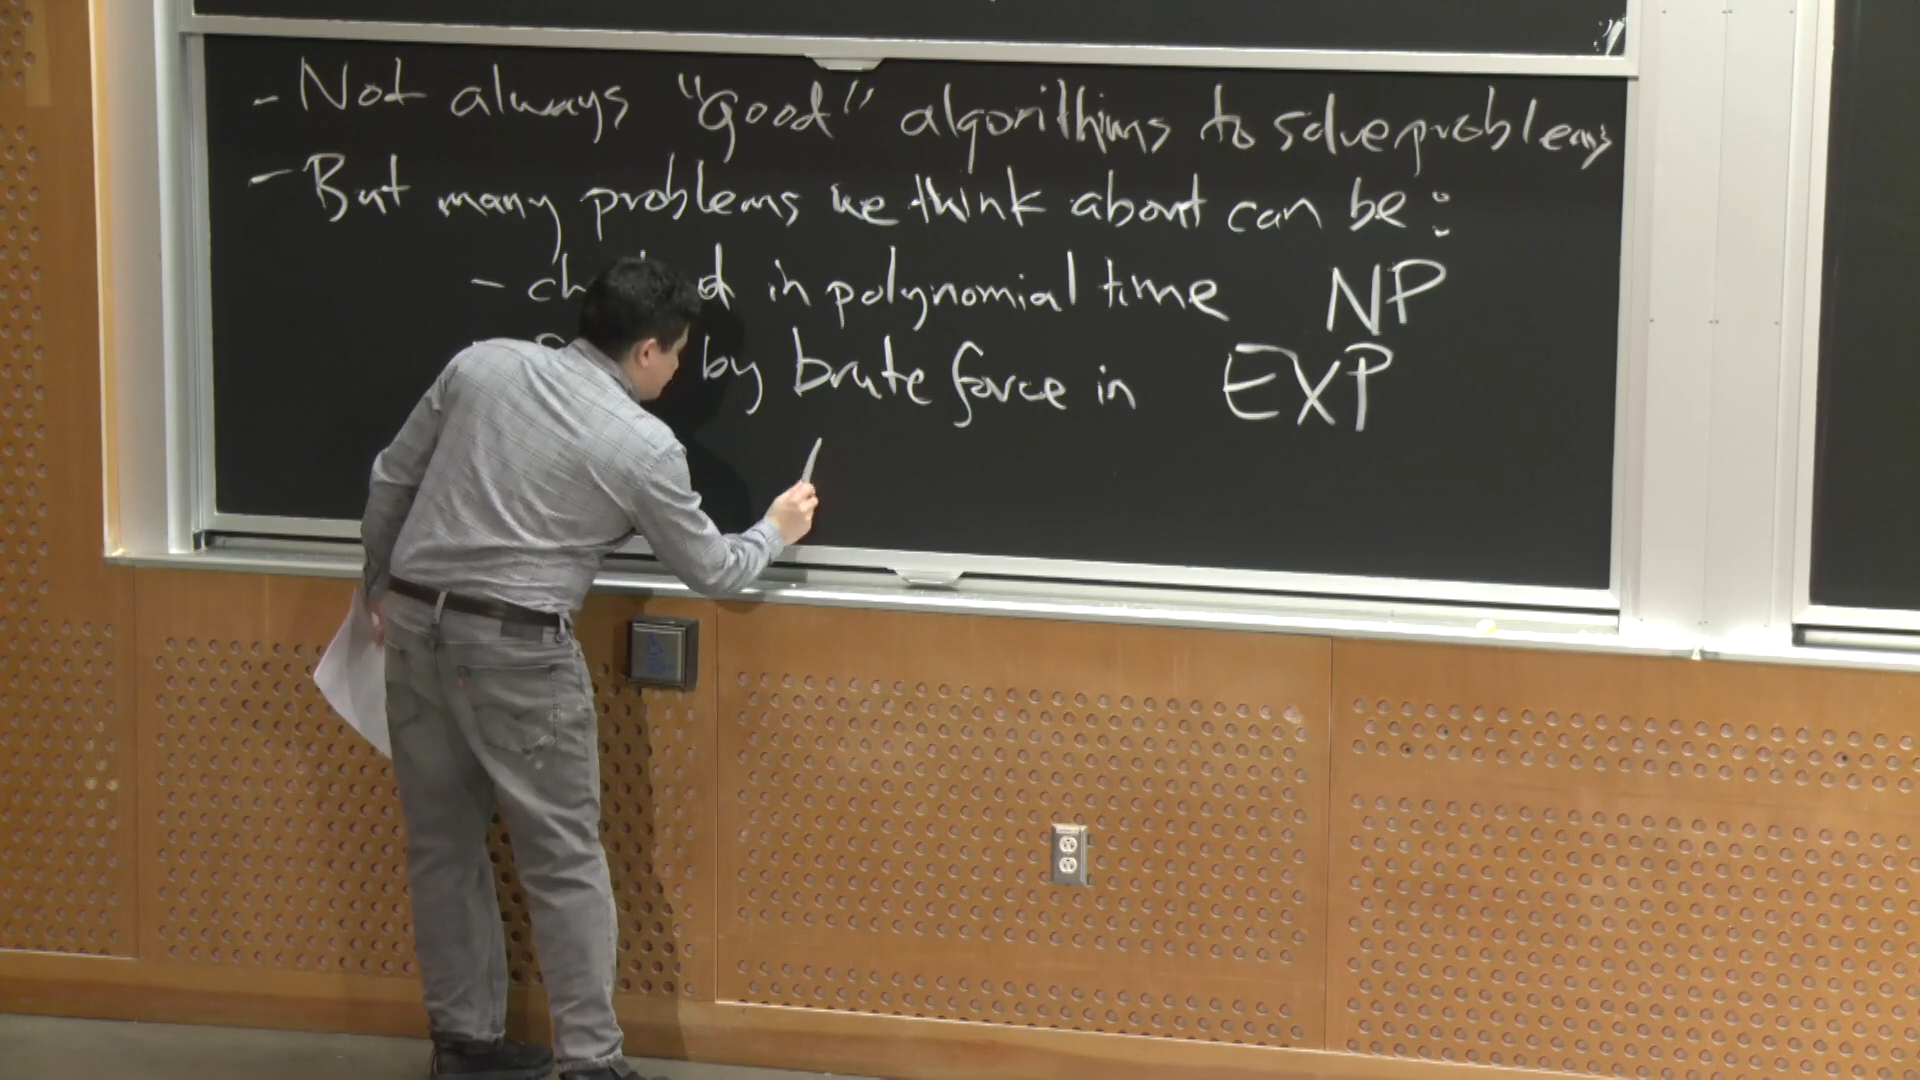 - Not always "good" algorithms to solve problems
- But many problems we think about can be:
- in polynomial time NP
by brute force in EXP